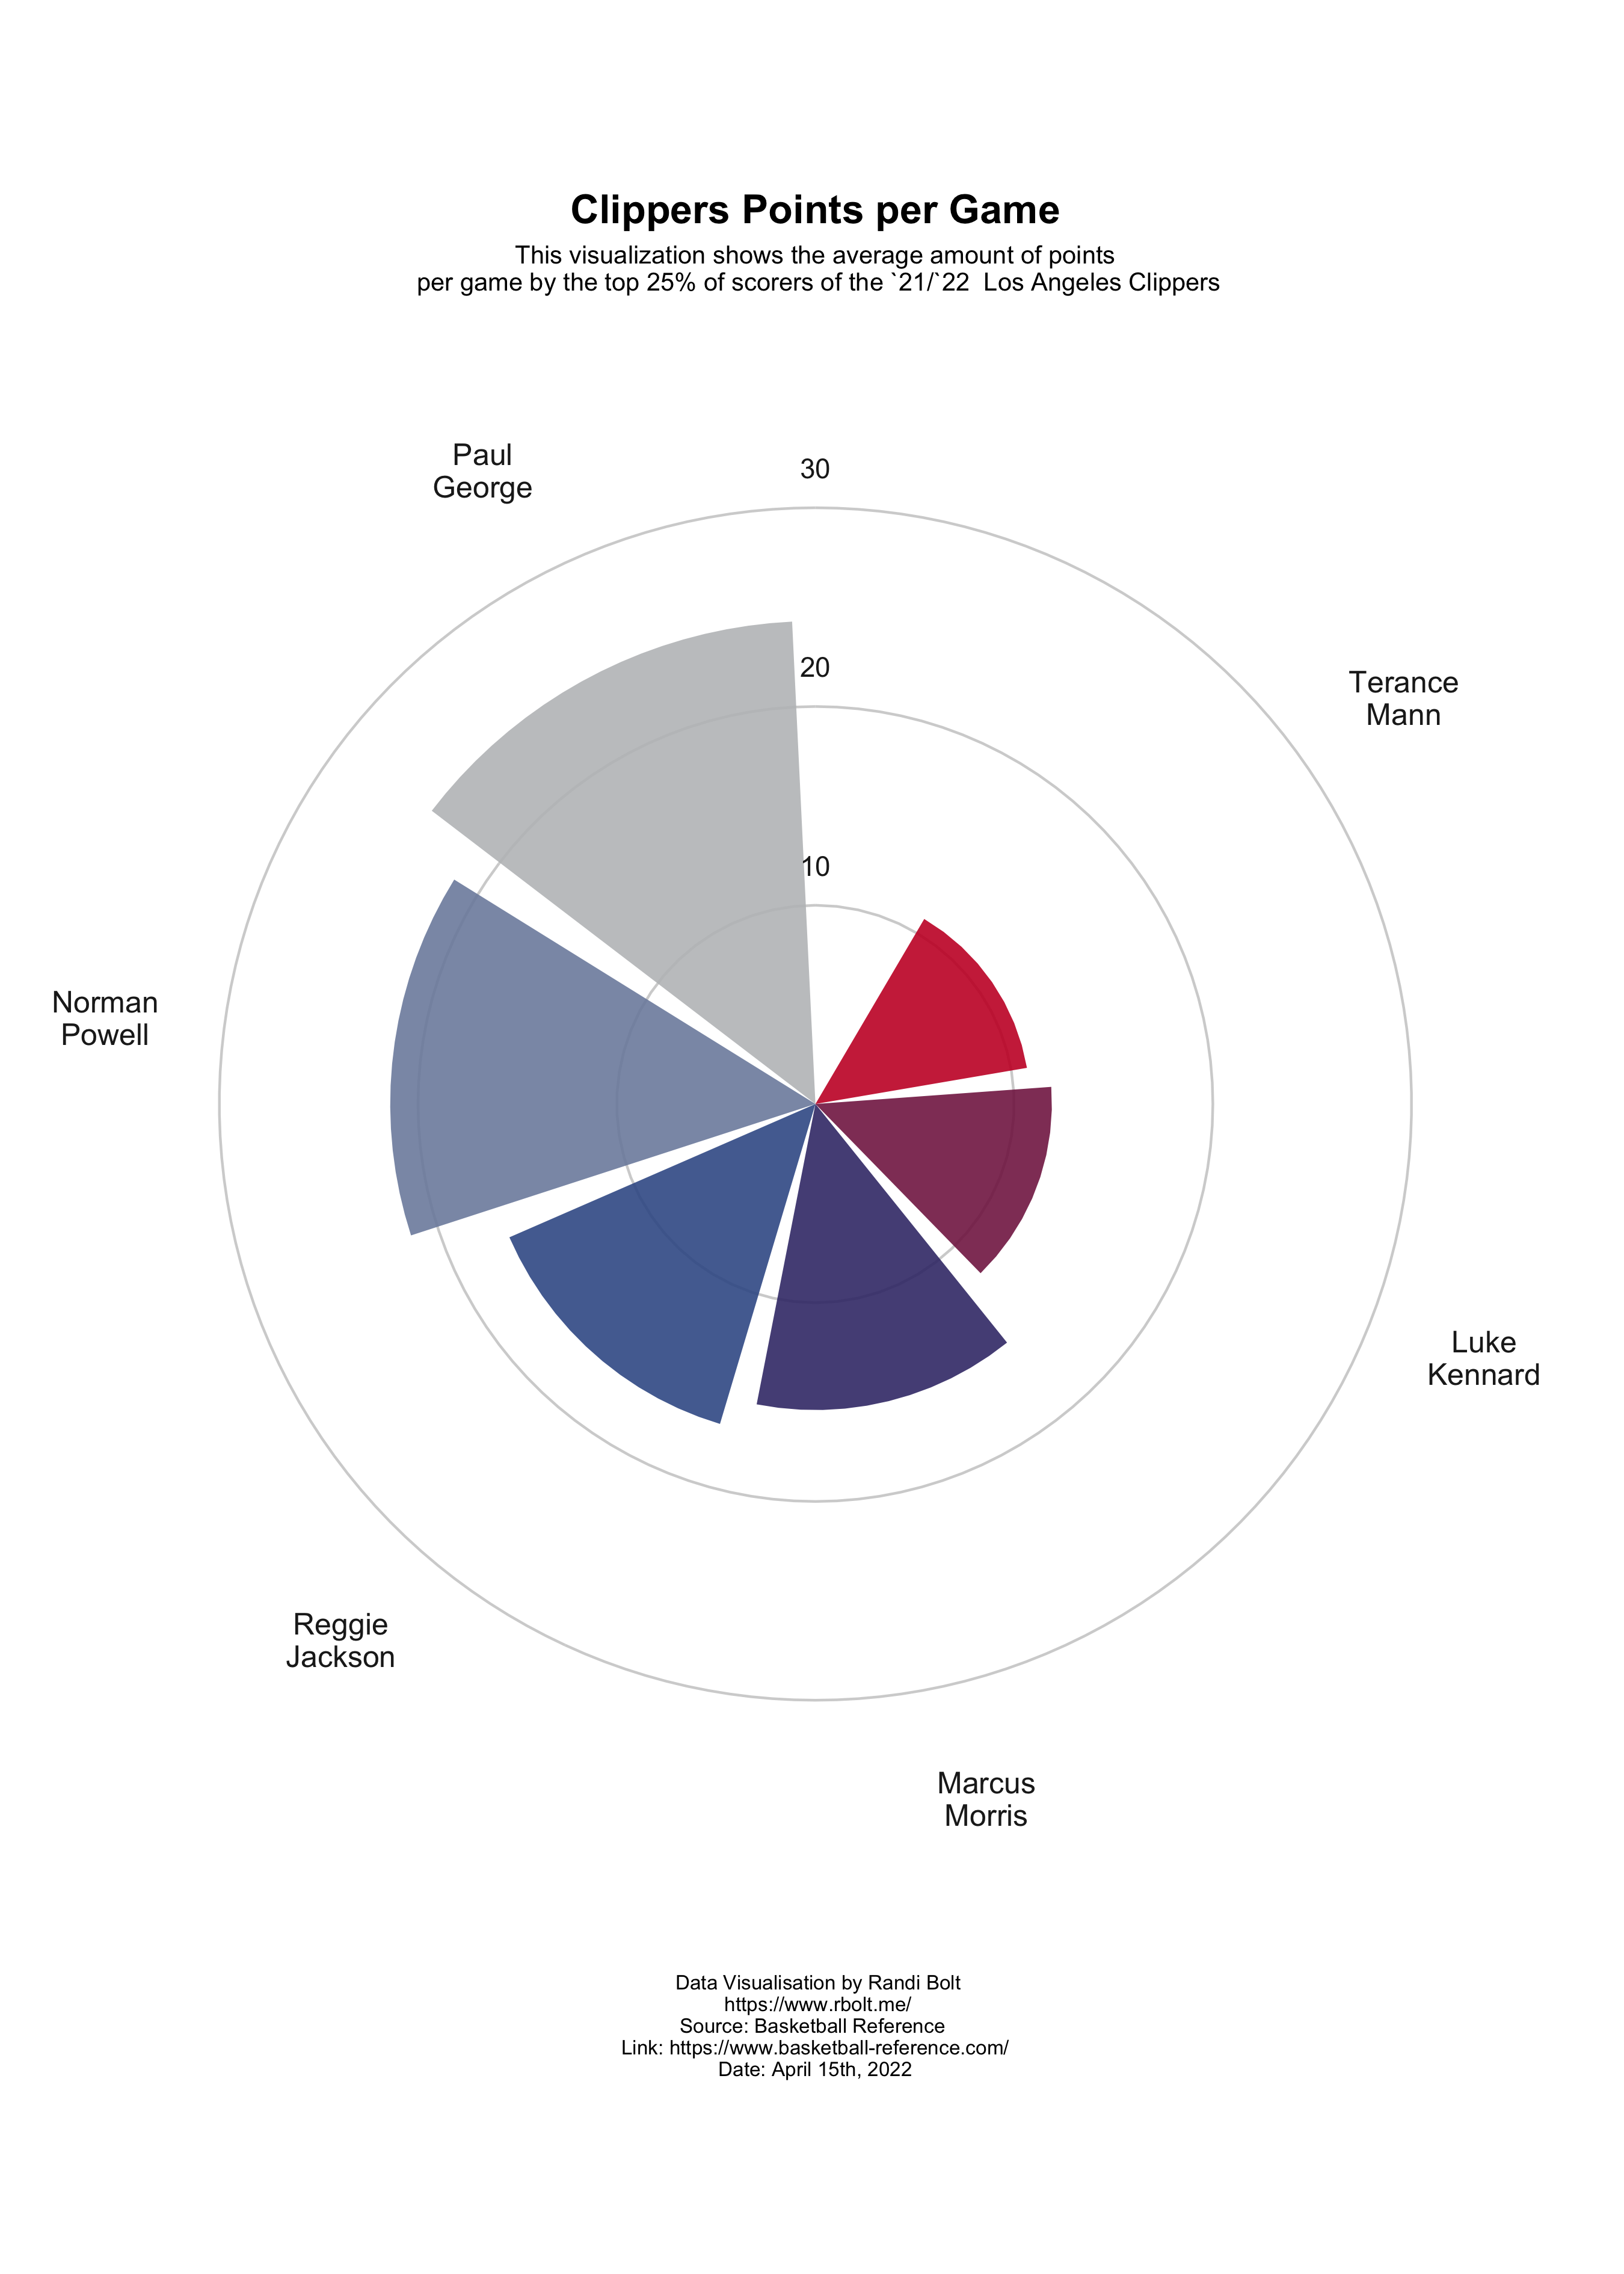 Clippers Points per Game
This visualization shows the average amount of points
per game by the top 25% of scorers of the `21/`22  Los Angeles Clippers
Paul
George
30
Terance
Mann
20
10
Norman
Powell
Luke
Kennard
Reggie
Jackson
Marcus
Morris
Data Visualisation by Randi Bolt
https://www.rbolt.me/
Source: Basketball Reference
Link: https://www.basketball-reference.com/
Date: April 15th, 2022